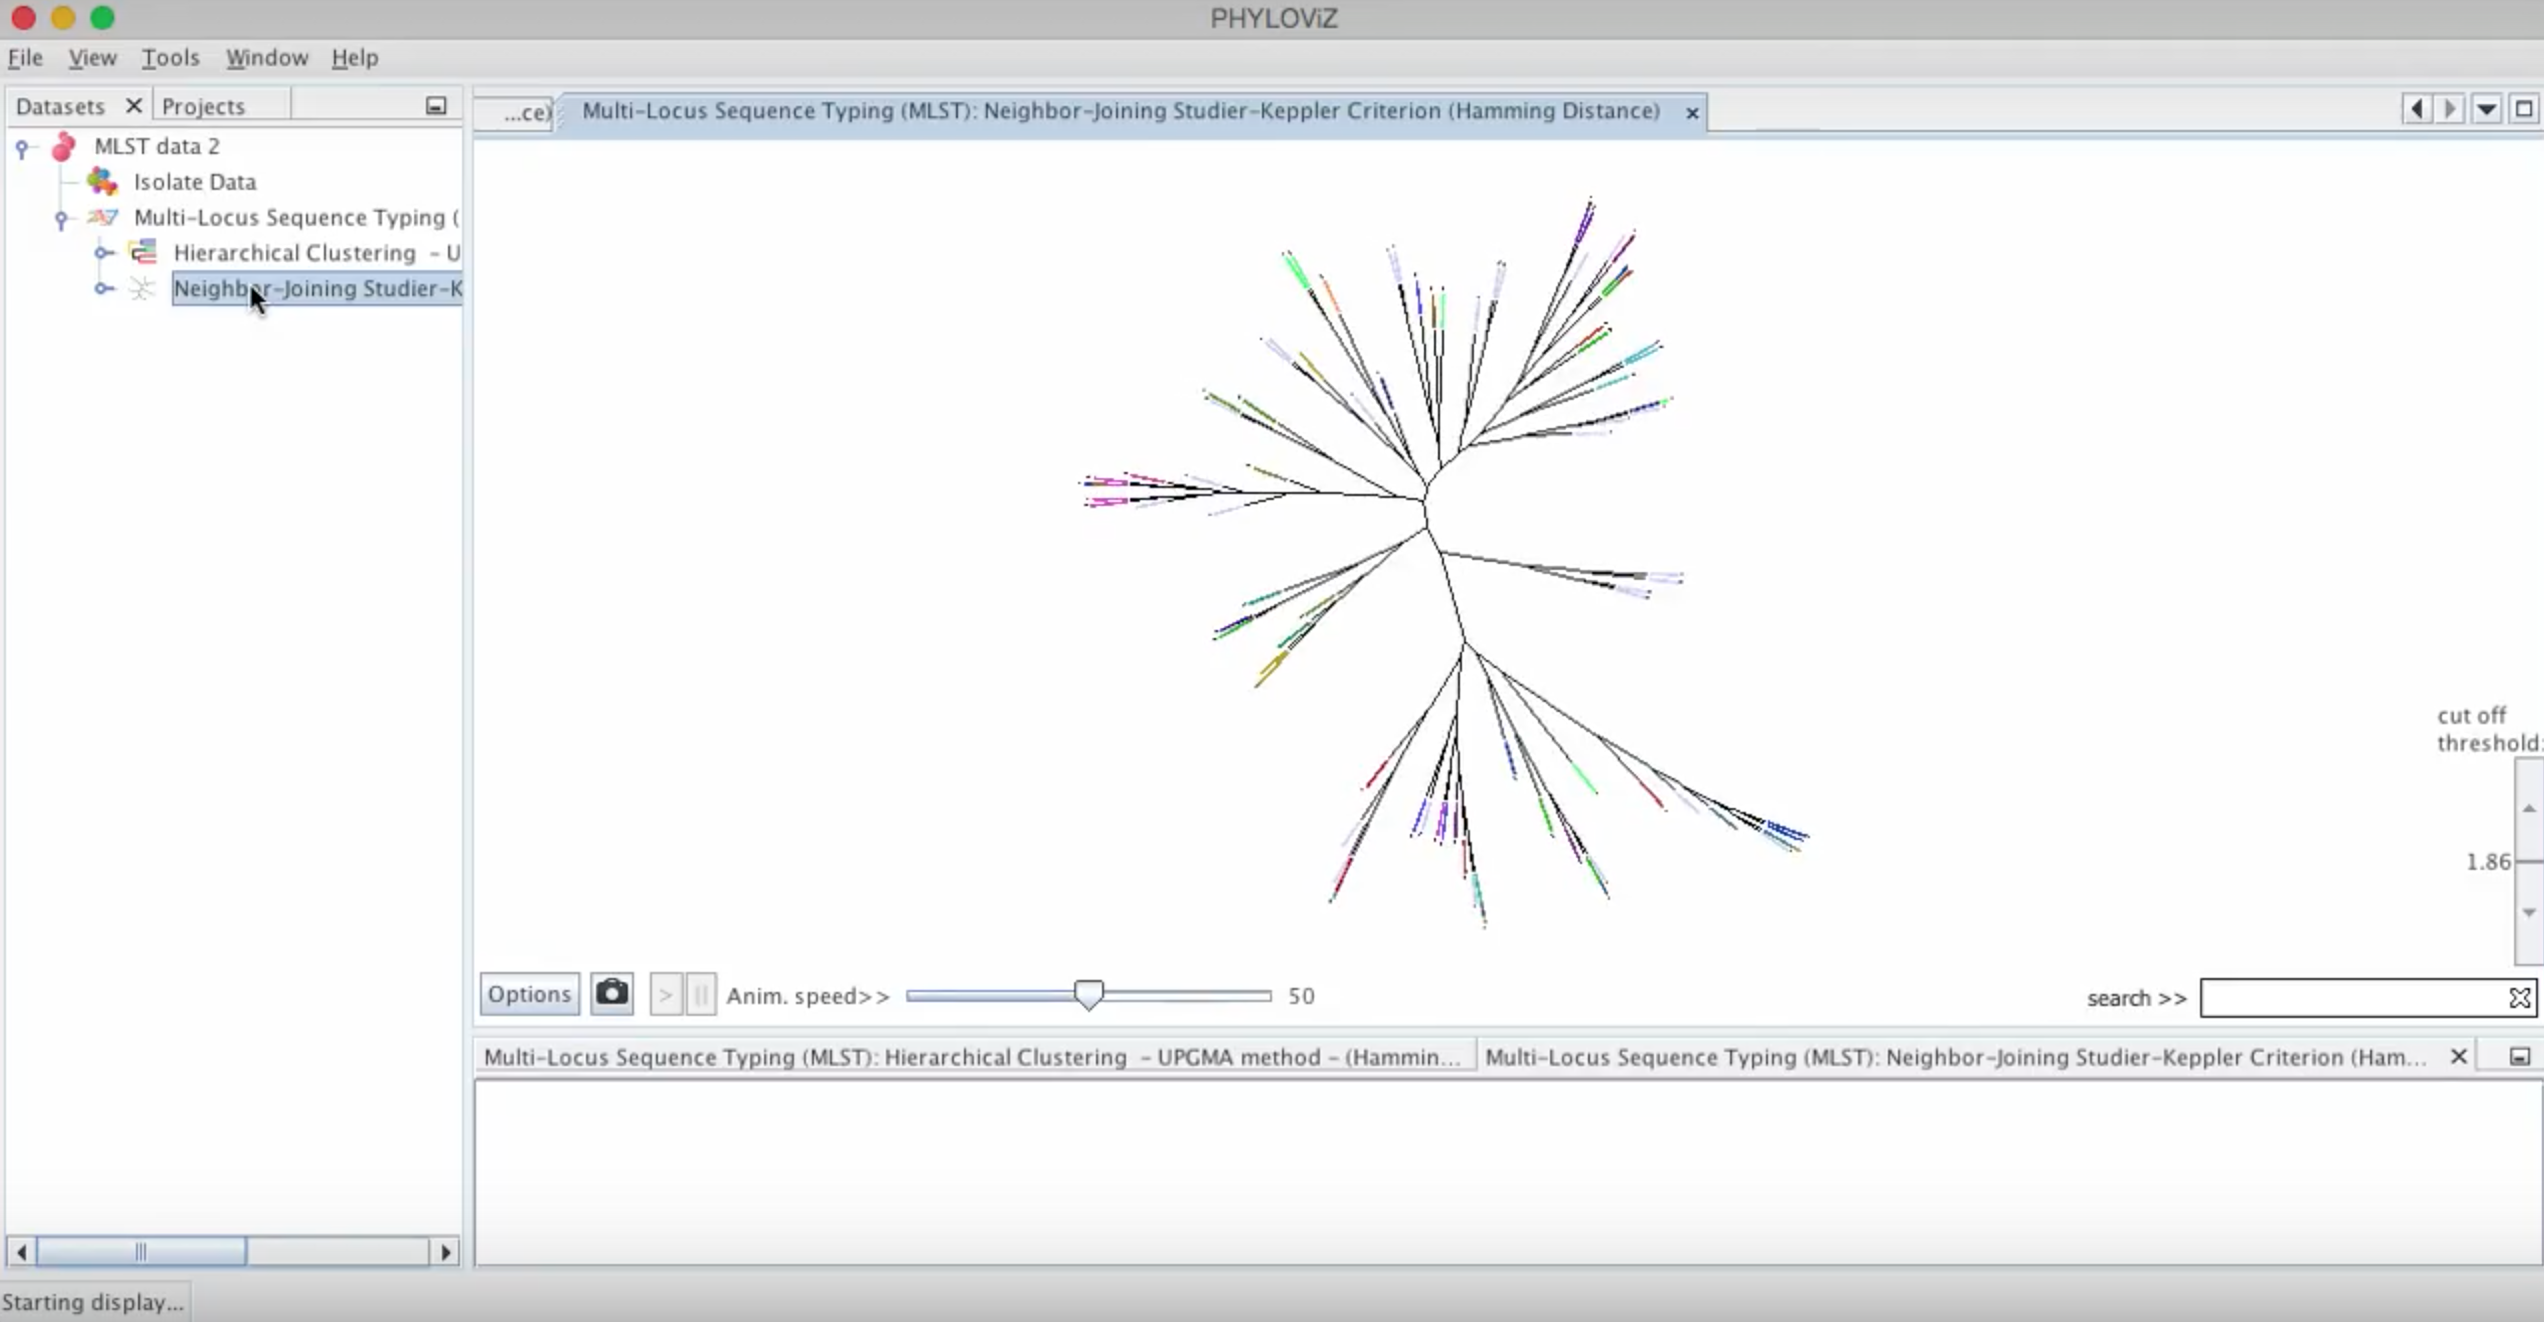 PHYLOViZ
File View Tools Window Help
Datasets Projects
...ce) Multi-Locus Sequence Typing (MLST): Neighbor-Joining Studier-Keppler Criterion (Hamming Distance)
MLST data 2
Isolate Data
Multi-Locus Sequence Typing (
Hierarchical Clustering - U
Neighbor-Joining Studier-K
cut off
threshold:
1.86
Options > || Anim. speed>> 50 search >>
Multi-Locus Sequence Typing (MLST): Hierarchical Clustering - UPGMA method - (Hammin... Multi-Locus Sequence Typing (MLST): Neighbor-Joining Studier-Keppler Criterion (Ham...
Starting display...